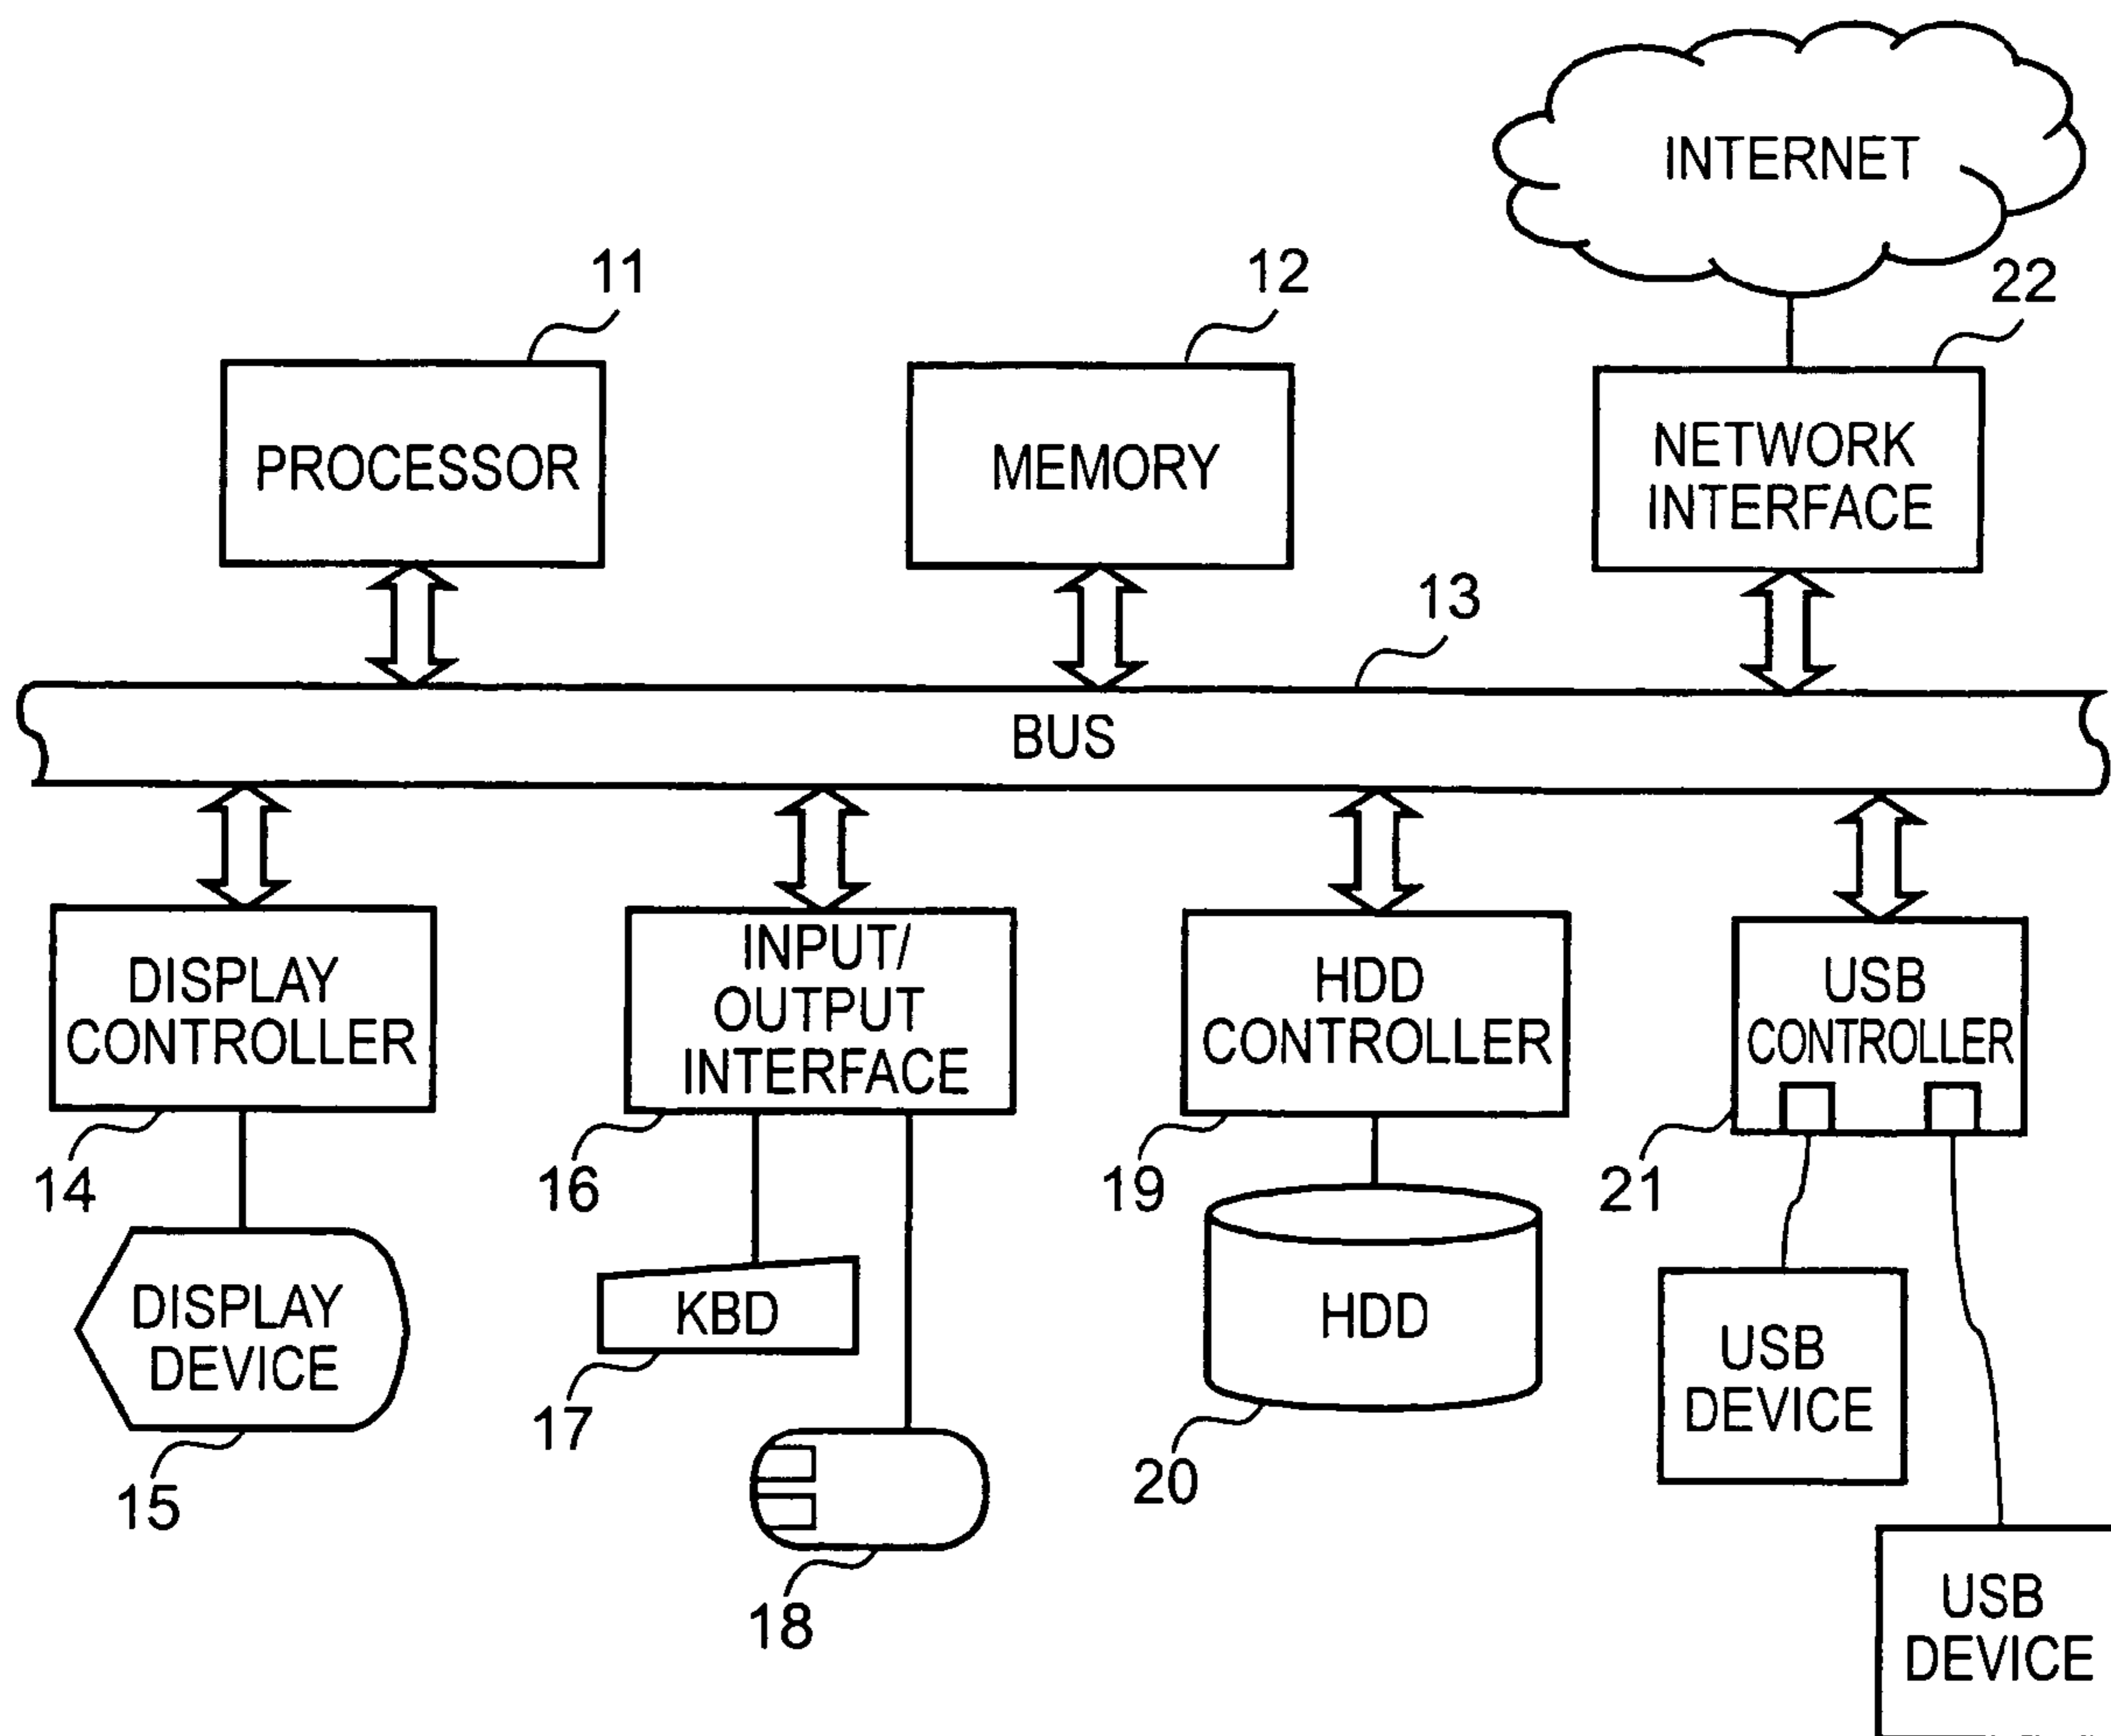 INTERNET
11
12
22
PROCESSOR
MEMORY
NETWORK
INTERFACE
13
BUS
DISPLAY
CONTROLLER
INPUT/
OUTPUT
INTERFACE
HDD
CONTROLLER
USB
CONTROLLER
14
16
19
21
DISPLAY
DEVICE
KBD
HDD
USB
DEVICE
15
17
20
18
USB
DEVICE